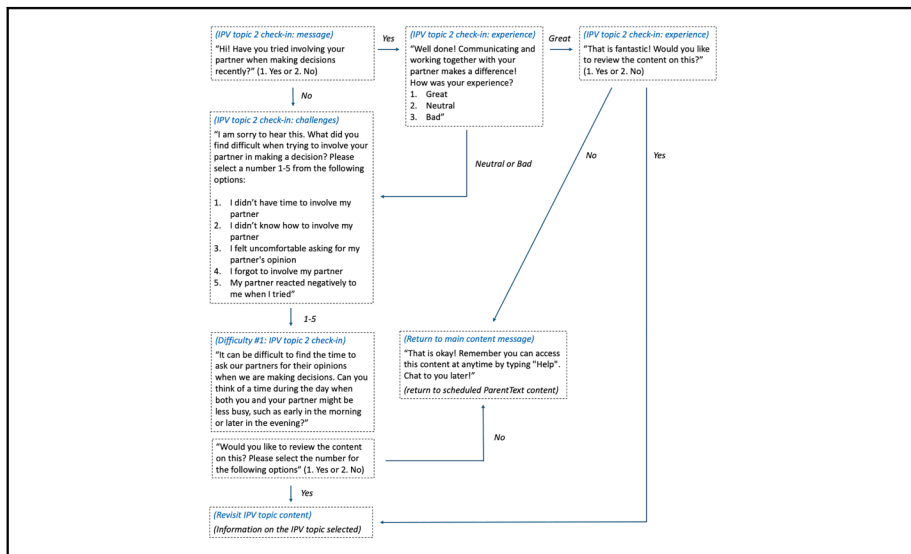 (IPV topic 2 check-in: message)
"Hi! Have you tried involving your
partner when making decisions
recently?" (1. Yes or 2. No)
Yes
(IPV topic 2 check-in: experience)
"Well done! Communicating and
working together with your
partner makes a difference!
How was your experience?
1. Great
2. Neutral
3. Bad"
Great
(IPV topic 2 check-in: experience)
"That is fantastic! Would you like
to review the content on this?"
(1. Yes or 2. No)
No
(IPV topic 2 check-in: challenges)
"I am sorry to hear this. What did you
find difficult when trying to involve your
partner in making a decision? Please
select a number 1-5 from the following
options:
1. I didn't have time to involve my
partner
2. I didn't know how to involve my
partner
3. I felt uncomfortable asking for my
partner's opinion
4. I forgot to involve my partner
5. My partner reacted negatively to
me when I tried"
Neutral or Bad
No
Yes
1-5
(Difficulty #1: IPV topic 2 check-in)
"It can be difficult to find the time to
ask our partners for their opinions
when we are making decisions. Can you
think of a time during the day when
both you and your partner might be
less busy, such as early in the morning
or later in the evening?"
(Return to main content message)
"That is okay! Remember you can access
this content at anytime by typing "Help".
Chat to you later!"
(return to scheduled ParentText content)
"Would you like to review the content
on this? Please select the number for
the following options" (1. Yes or 2. No)
No
Yes
(Revisit IPV topic content)
(Information on the IPV topic selected)